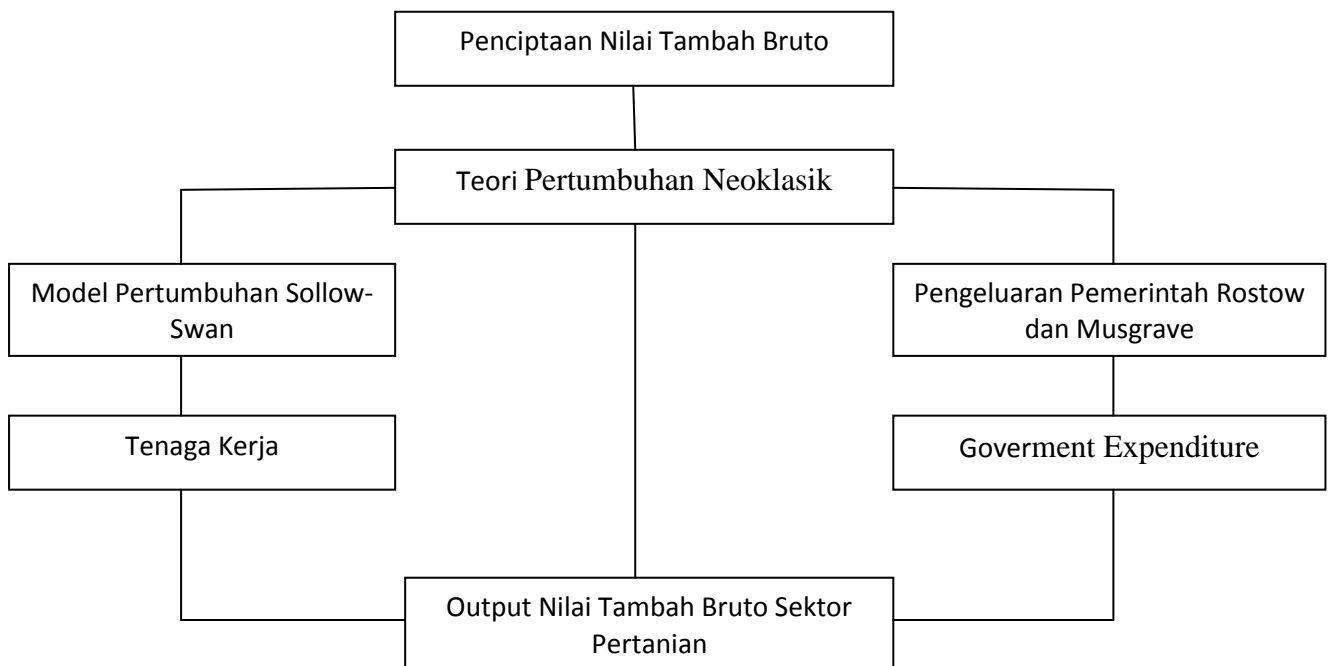 Penciptaan Nilai Tambah Bruto
Teori Pertumbuhan Neoklasik
Model Pertumbuhan Sollow-
Swan
Pengeluaran Pemerintah Rostow
dan Musgrave
Tenaga Kerja
Goverment Expenditure
Output Nilai Tambah Bruto Sektor
Pertanian